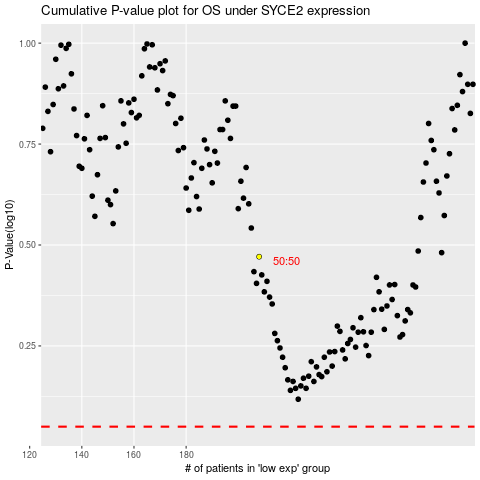 Cumulative P-value plot for OS under SYCE2 expression
P-Value(log10)
1.00
0.75
0.50
0.25
50:50
120 140 160 180
# of patients in 'low exp' group